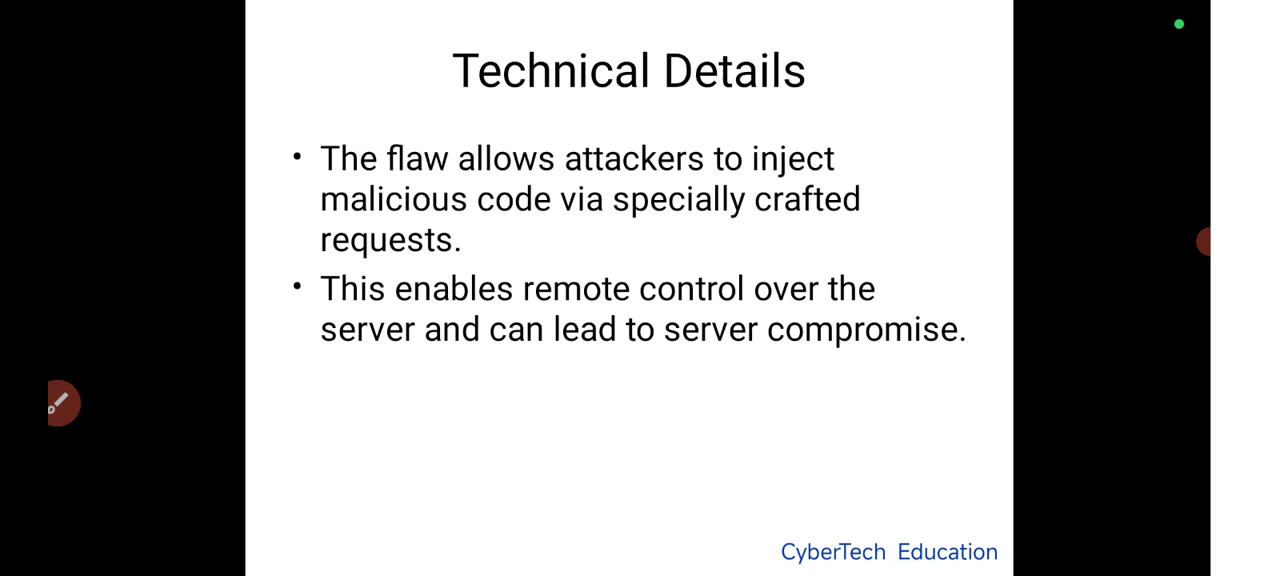 Technical Details
• The flaw allows attackers to inject
malicious code via specially crafted
requests.
• This enables remote control over the
server and can lead to server compromise.
CyberTech Education